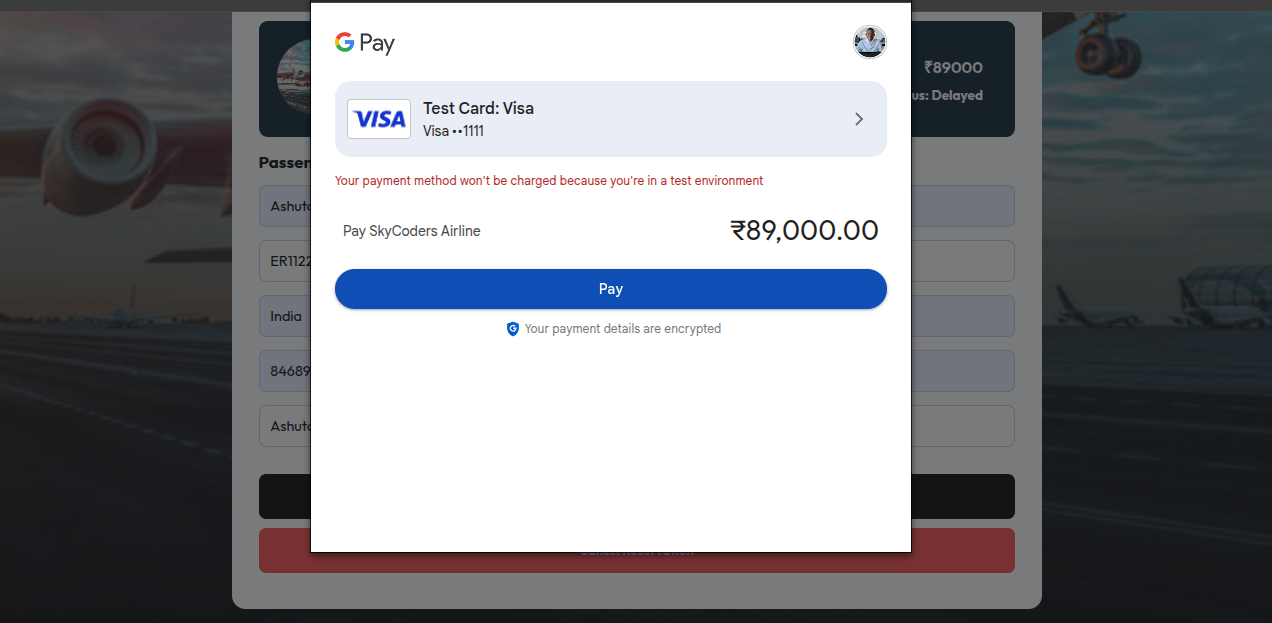 G Pay
₹89000
us: Delayed
VISA
Test Card: Visa
Visa ••1111
Passen
Your payment method won't be charged because you're in a test environment
Ashuto
Pay SkyCoders Airline
₹89,000.00
ER1122
Pay
India
Your payment details are encrypted
84689
Ashuto